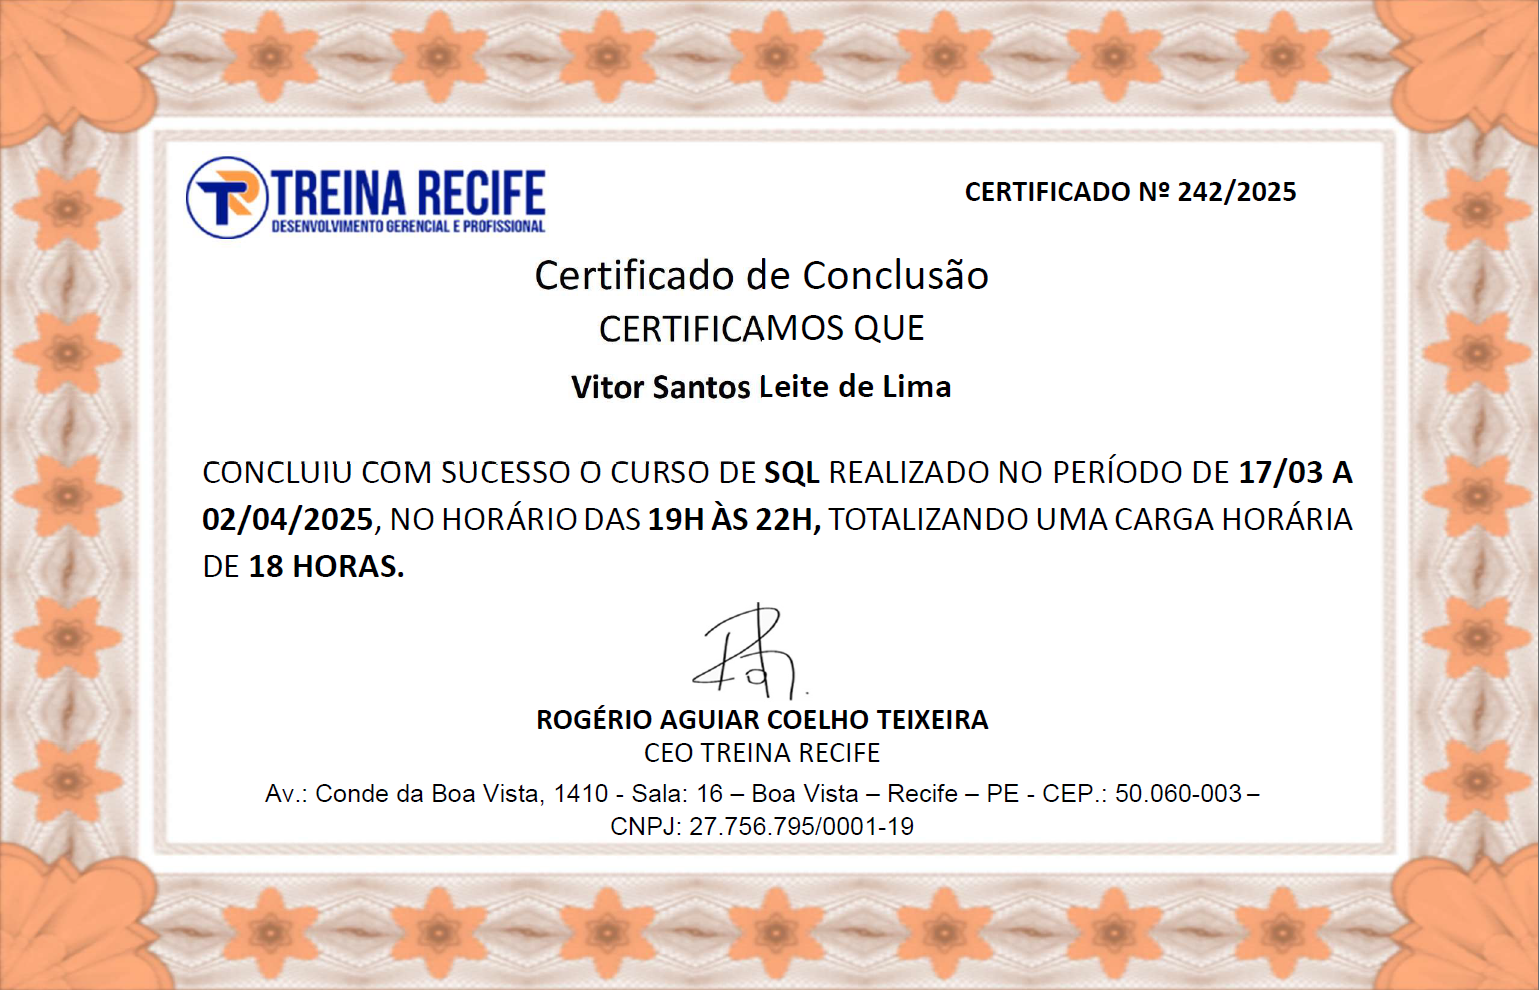 TREINA RECIFE
DESENVOLVIMENTO GERENCIAL E PROFISSIONAL
CERTIFICADO Nº 242/2025
Certificado de Conclusão
CERTIFICAMOS QUE
Vitor Santos Leite de Lima
CONCLUIU COM SUCESSO O CURSO DE SQL REALIZADO NO PERÍODO DE 17/03 A
02/04/2025, NO HORÁRIO DAS 19H ÀS 22H, TOTALIZANDO UMA CARGA HORÁRIA
DE 18 HORAS.
ROGÉRIO AGUIAR COELHO TEIXEIRA
CEO TREINA RECIFE
Av.: Conde da Boa Vista, 1410 - Sala: 16 – Boa Vista – Recife – PE - CEP.: 50.060-003 –
CNPJ: 27.756.795/0001-19